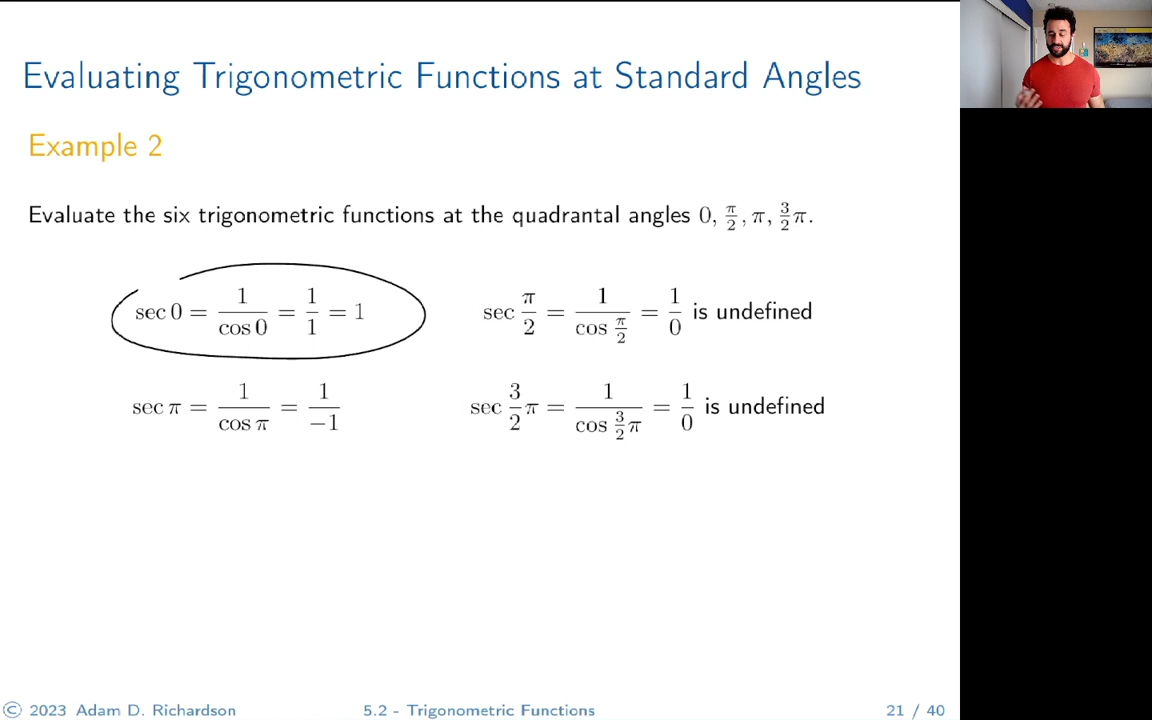 Evaluating Trigonometric Functions at Standard Angles
Example 2
Evaluate the six trigonometric functions at the quadrantal angles 0, π/2, π, 3/2 π.
sec 0 = 1/cos 0 = 1/1 = 1
sec π/2 = 1/cos π/2 = 1/0 is undefined
sec π = 1/cos π = 1/−1
sec 3/2 π = 1/cos 3/2 π = 1/0 is undefined
© 2023 Adam D. Richardson
5.2 - Trigonometric Functions
21 / 40